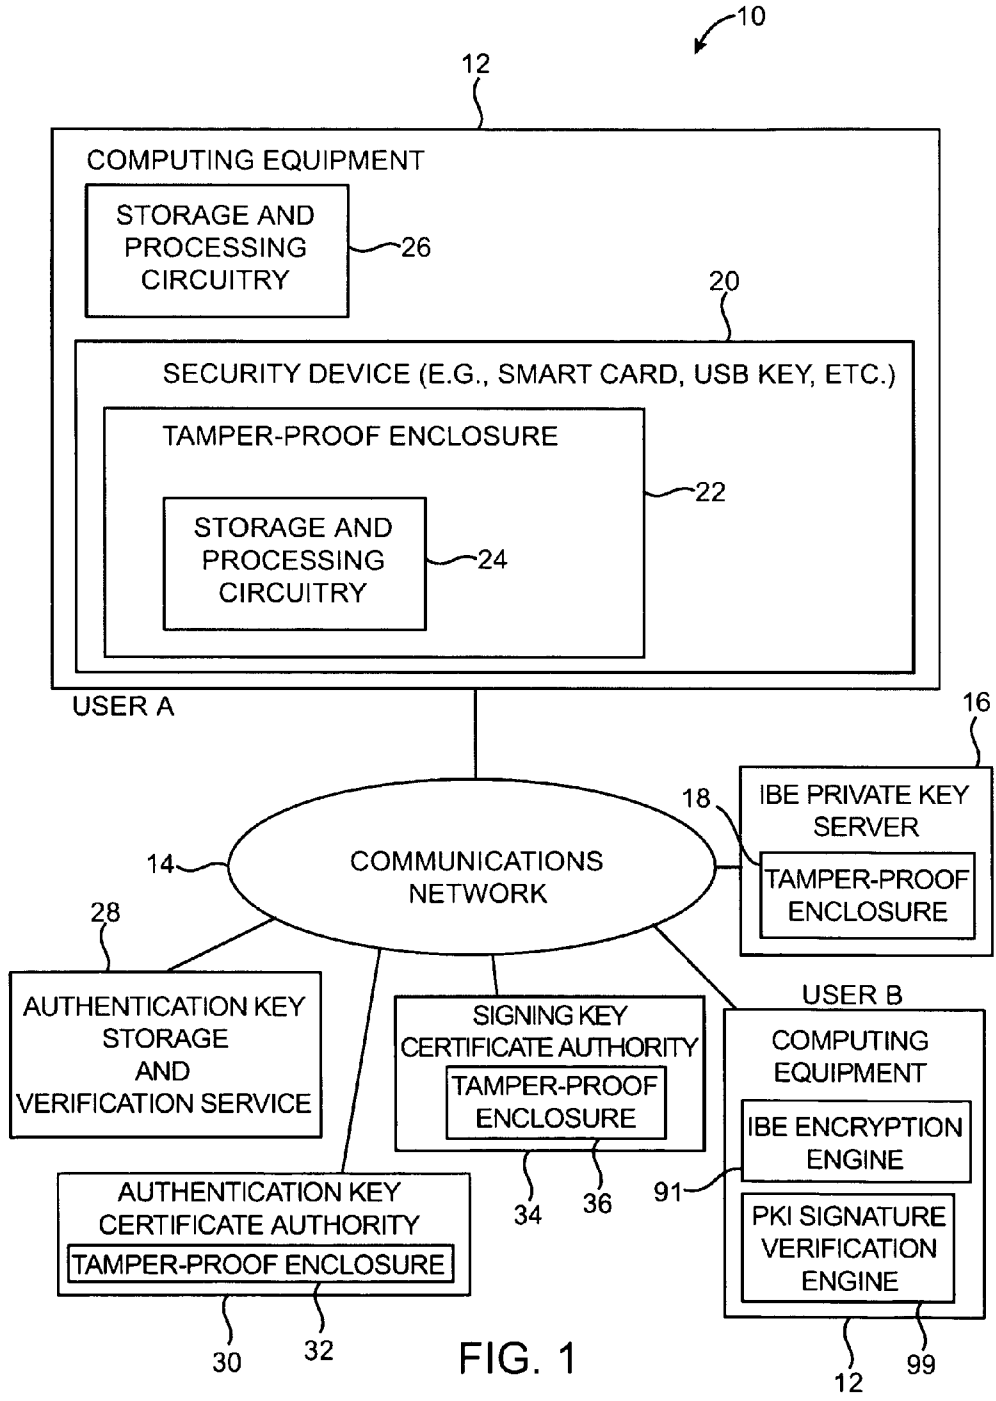 10
12
COMPUTING EQUIPMENT
STORAGE AND
PROCESSING
CIRCUITRY
26
20
SECURITY DEVICE (E.G., SMART CARD, USB KEY, ETC.)
TAMPER-PROOF ENCLOSURE
22
STORAGE AND
PROCESSING
CIRCUITRY
24
USER A
16
IBE PRIVATE KEY
SERVER
18
TAMPER-PROOF
ENCLOSURE
14
COMMUNICATIONS
NETWORK
28
AUTHENTICATION KEY
STORAGE
AND
VERIFICATION SERVICE
SIGNING KEY
CERTIFICATE AUTHORITY
TAMPER-PROOF
ENCLOSURE
34
36
USER B
COMPUTING
EQUIPMENT
IBE ENCRYPTION
ENGINE
91
PKI SIGNATURE
VERIFICATION
ENGINE
99
12
AUTHENTICATION KEY
CERTIFICATE AUTHORITY
TAMPER-PROOF ENCLOSURE
30
32
FIG. 1